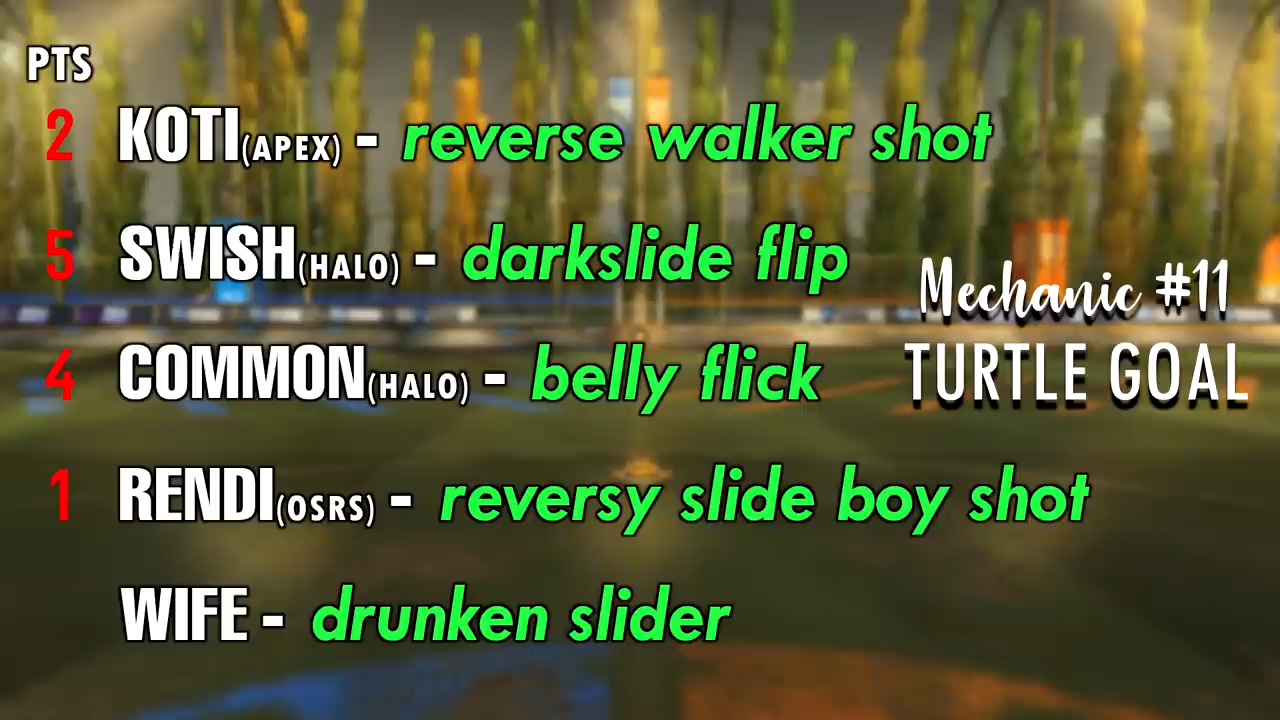 PTS
2 KOTI(APEX) - reverse walker shot
5 SWISH(HALO) - darkslide flip
Mechanic #11
4 COMMON(HALO) - belly flick
TURTLE GOAL
1 RENDI(OSRS) - reversy slide boy shot
WIFE - drunken slider